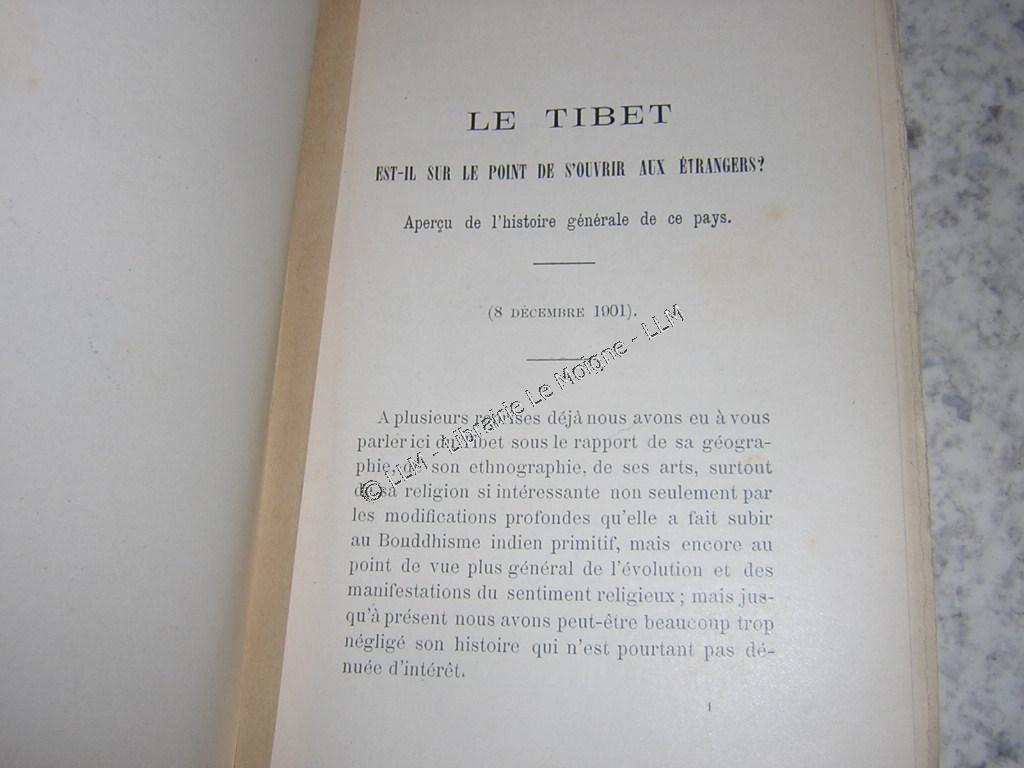 LE TIBET
EST-IL SUR LE POINT DE S'OUVRIR AUX ÉTRANGERS?
Aperçu de l'histoire générale de ce pays.
(8 DÉCEMBRE 1901).
A plusieurs reprises déjà nous avons eu à vous
parler ici du Tibet sous le rapport de sa géogra-
phie, de son ethnographie, de ses arts, surtout
de sa religion si intéressante non seulement par
les modifications profondes qu'elle a fait subir
au Bouddhisme indien primitif, mais encore au
point de vue plus général de l'évolution et des
manifestations du sentiment religieux ; mais jus-
qu'à présent nous avons peut-être beaucoup trop
négligé son histoire qui n'est pourtant pas dé-
nuée d'intérêt.
1
© LLM - Librairie Le Moigne - LLM